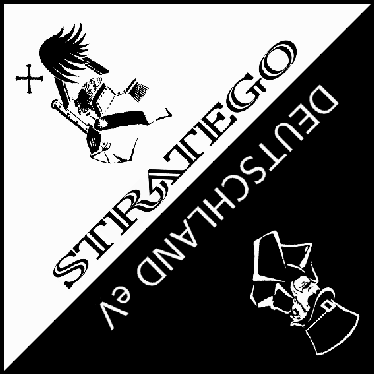 STRATEGO
DEUTSCHLAND eV